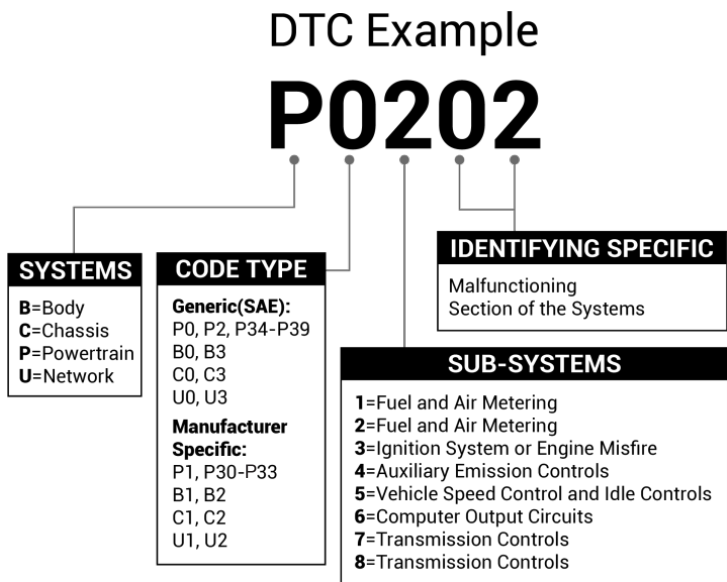 DTC Example
P0202
SYSTEMS
B=Body
C=Chassis
P=Powertrain
U=Network
CODE TYPE
Generic(SAE):
P0, P2, P34-P39
B0, B3
C0, C3
U0, U3
Manufacturer
Specific:
P1, P30-P33
B1, B2
C1, C2
U1, U2
IDENTIFYING SPECIFIC
Malfunctioning
Section of the Systems
SUB-SYSTEMS
1=Fuel and Air Metering
2=Fuel and Air Metering
3=Ignition System or Engine Misfire
4=Auxiliary Emission Controls
5=Vehicle Speed Control and Idle Controls
6=Computer Output Circuits
7=Transmission Controls
8=Transmission Controls